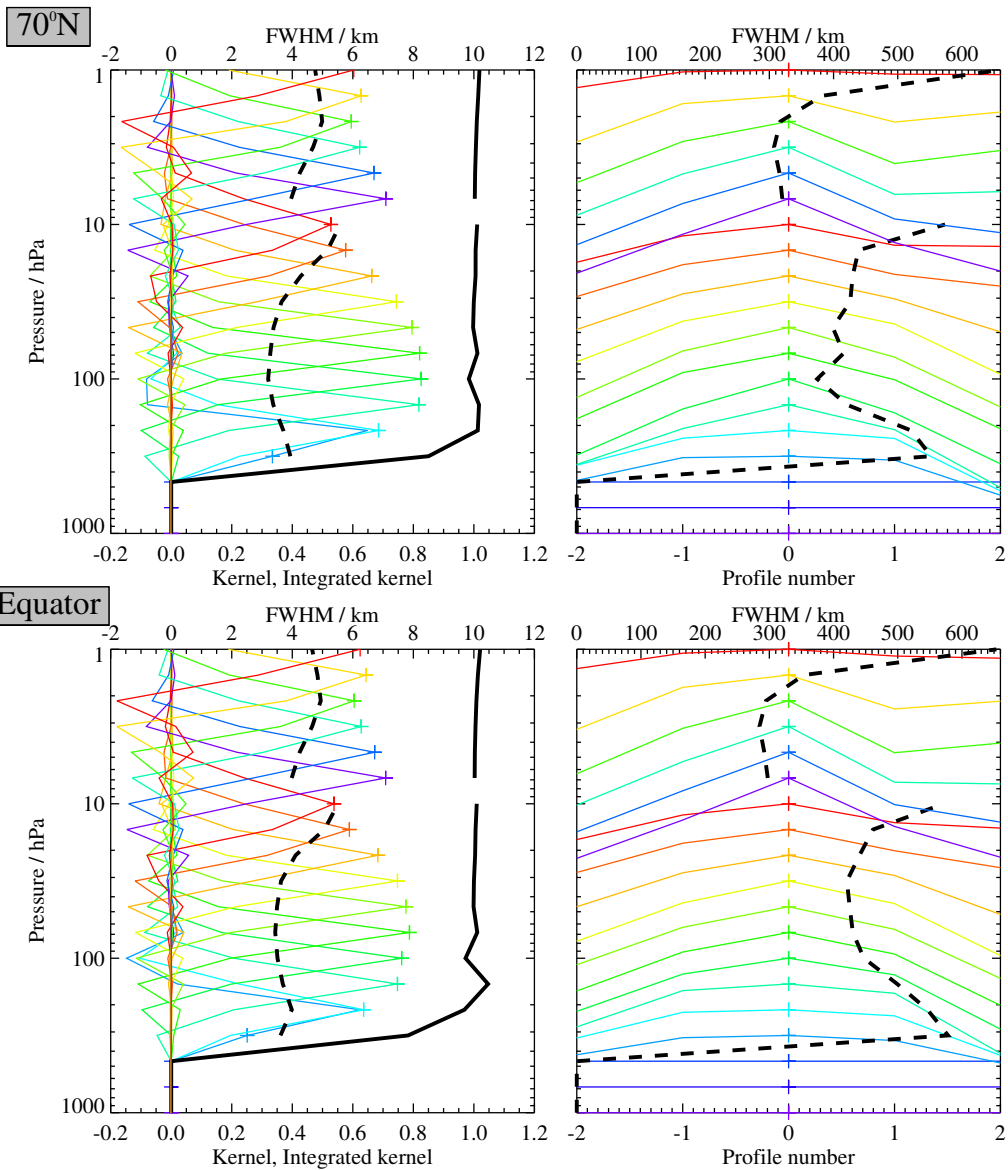 70⁰N
FWHM / km
FWHM / km
-2 0 2 4 6 8 10 12
0 100 200 300 400 500 600
Pressure / hPa
1
10
100
1000
-0.2 0.0 0.2 0.4 0.6 0.8 1.0 1.2
-2 -1 0 1 2
Kernel, Integrated kernel
Profile number
Equator
FWHM / km
FWHM / km
-2 0 2 4 6 8 10 12
0 100 200 300 400 500 600
Pressure / hPa
1
10
100
1000
-0.2 0.0 0.2 0.4 0.6 0.8 1.0 1.2
-2 -1 0 1 2
Kernel, Integrated kernel
Profile number